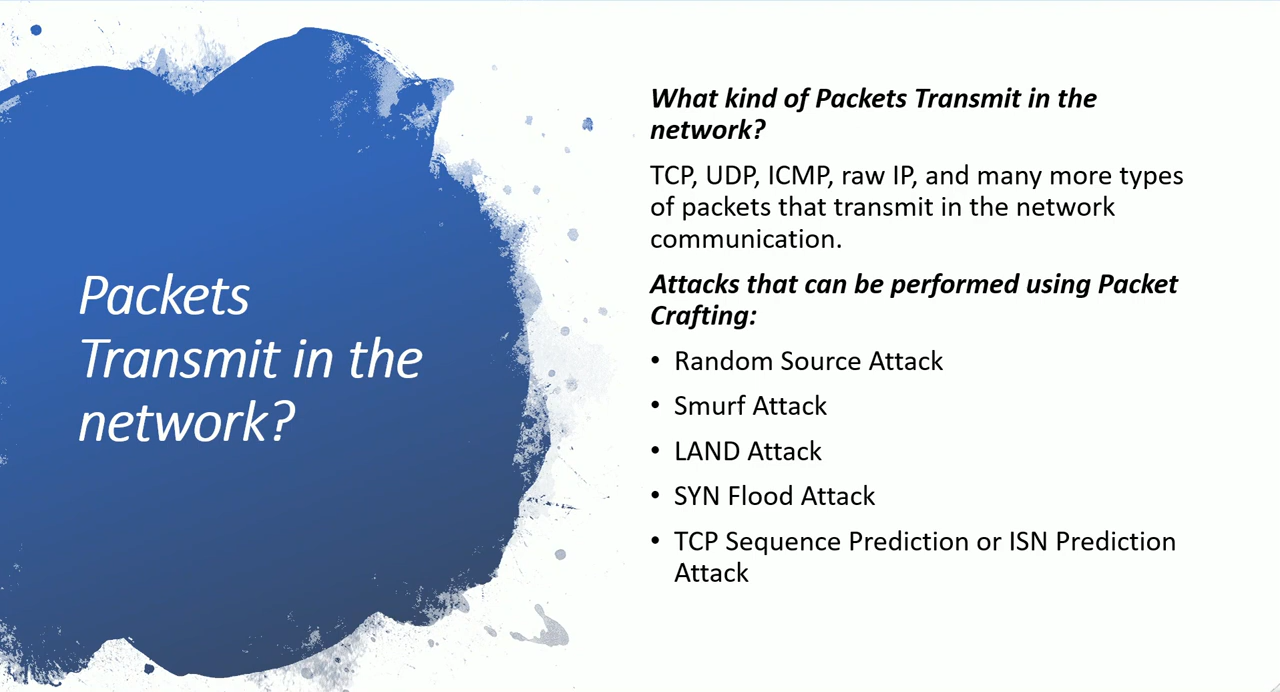 Packets
Transmit in the
network?
What kind of Packets Transmit in the
network?
TCP, UDP, ICMP, raw IP, and many more types
of packets that transmit in the network
communication.
Attacks that can be performed using Packet
Crafting:
• Random Source Attack
• Smurf Attack
• LAND Attack
• SYN Flood Attack
• TCP Sequence Prediction or ISN Prediction
Attack